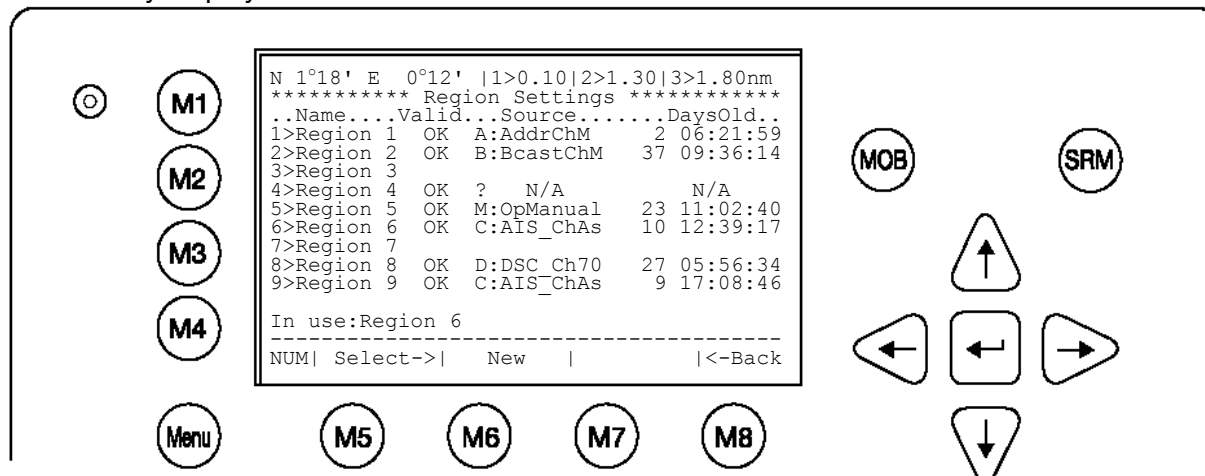 N 1°18' E 0°12' |1>0.10|2>1.30|3>1.80nm
*********** Region Settings ************
..Name....Valid...Source.......DaysOld..
1>Region 1 OK A:AddrChM 2 06:21:59
2>Region 2 OK B:BcastChM 37 09:36:14
3>Region 3
4>Region 4 OK ? N/A N/A
5>Region 5 OK M:OpManual 23 11:02:40
6>Region 6 OK C:AIS_ChAs 10 12:39:17
7>Region 7
8>Region 8 OK D:DSC_Ch70 27 05:56:34
9>Region 9 OK C:AIS_ChAs 9 17:08:46
In use:Region 6
----------------------------------------
NUM| Select->| New | |<-Back
M1
M2
M3
M4
MOB
SRM
Menu
M5
M6
M7
M8